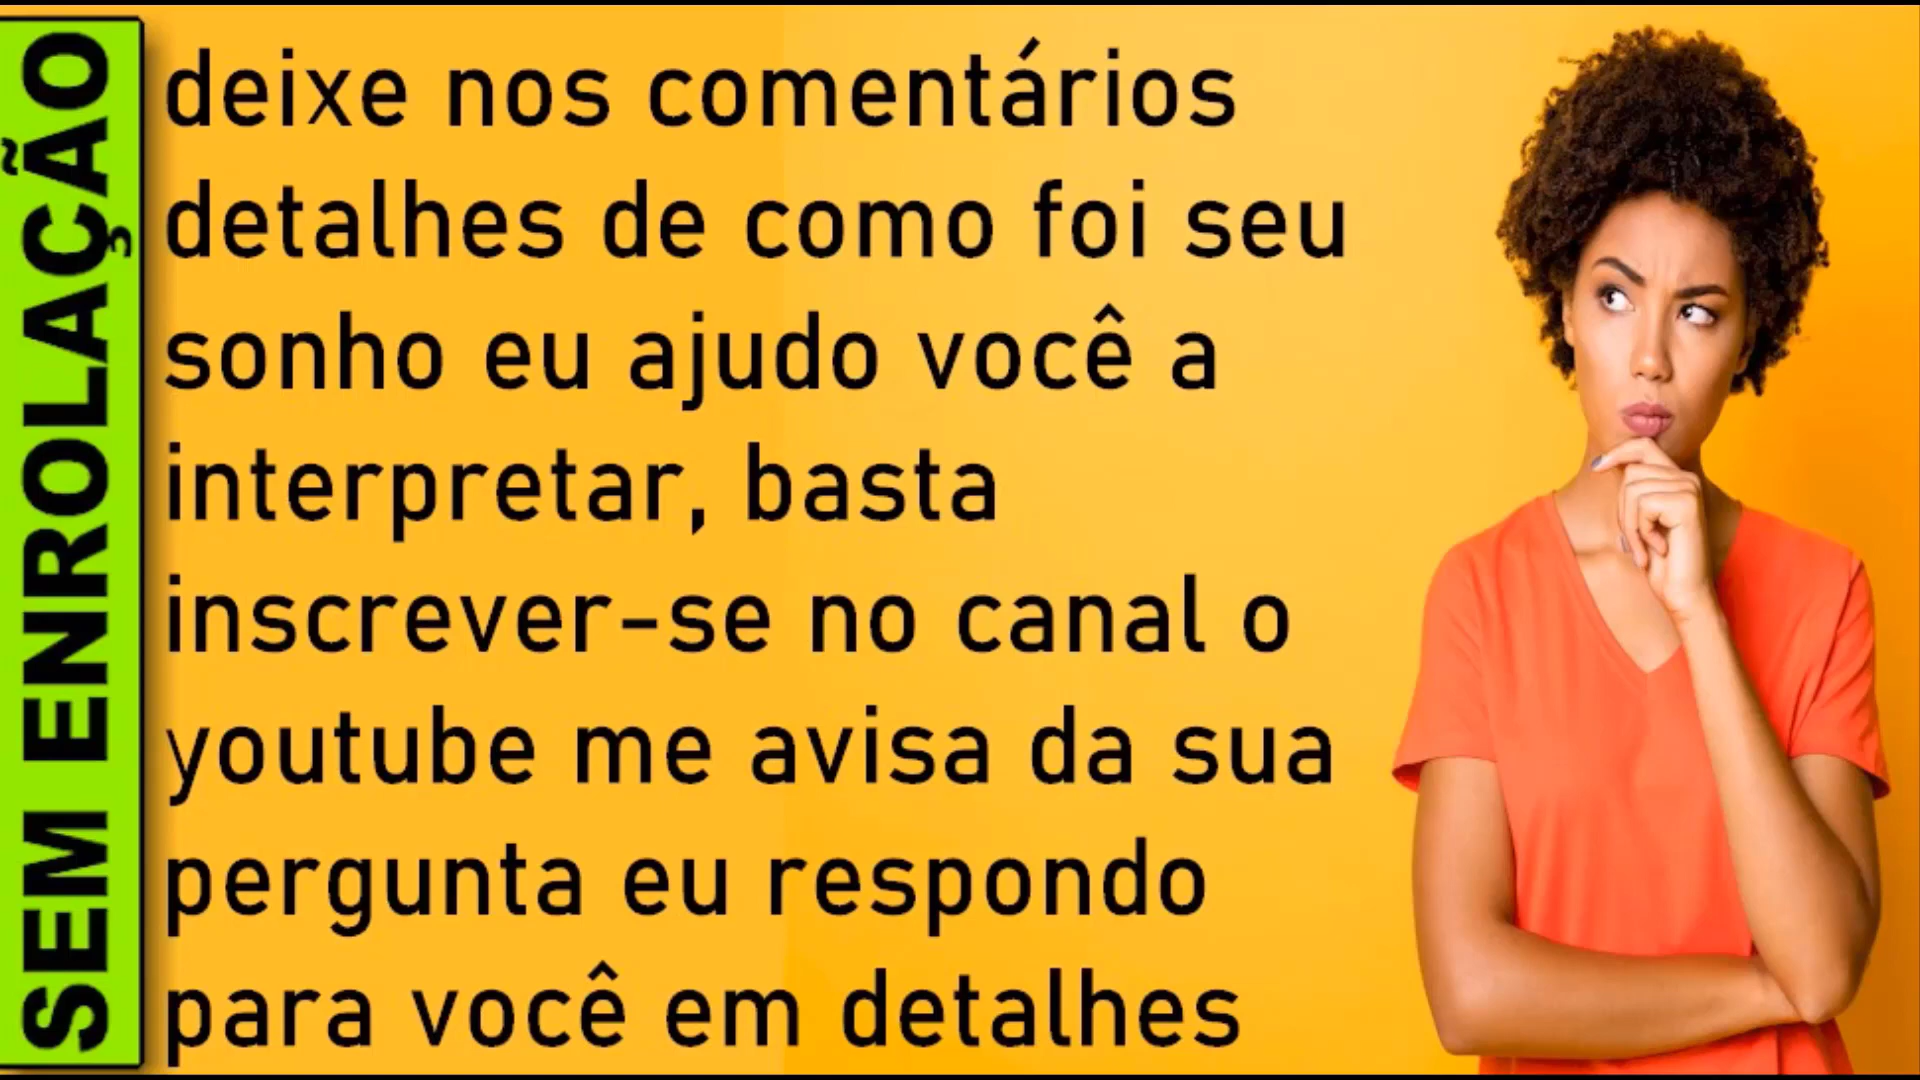 SEM ENROLAÇÃO
deixe nos comentários
detalhes de como foi seu
sonho eu ajudo você a
interpretar, basta
inscrever-se no canal o
youtube me avisa da sua
pergunta eu respondo
para você em detalhes